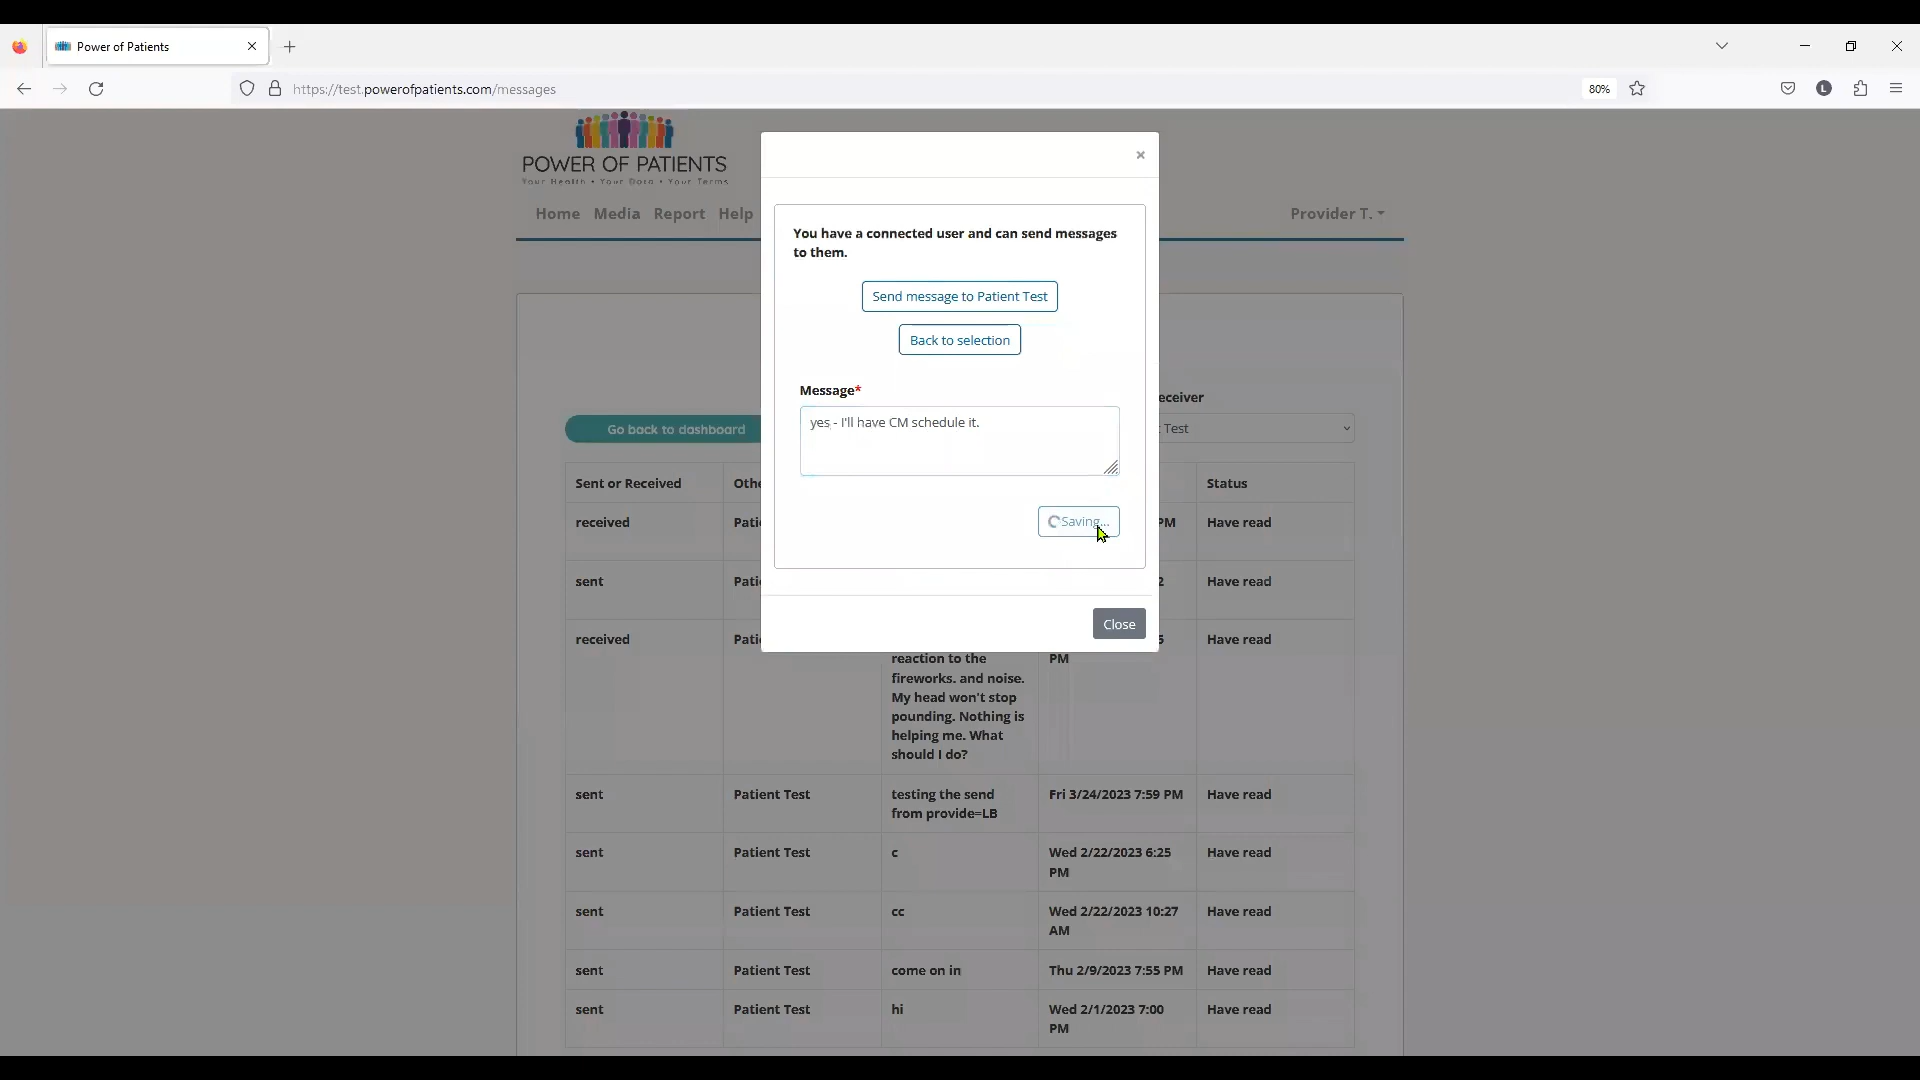 Power of Patients
https://test.powerofpatients.com/messages
80%
L
POWER OF PATIENTS
Your Health • Your Data • Your Terms
Home Media Report Help
Provider T.
×
You have a connected user and can send messages
to them.
Send message to Patient Test
Back to selection
Message*
yes - I'll have CM schedule it.
Saving...
Close
eceiver
Go back to dashboard
Test
Sent or Received Othe Status
received Patie PM Have read
sent Patie 2 Have read
received Patie 5 Have read
reaction to the PM
fireworks. and noise.
My head won't stop
pounding. Nothing is
helping me. What
should I do?
sent Patient Test testing the send Fri 3/24/2023 7:59 PM Have read
from provide=LB
sent Patient Test c Wed 2/22/2023 6:25 Have read
PM
sent Patient Test cc Wed 2/22/2023 10:27 Have read
AM
sent Patient Test come on in Thu 2/9/2023 7:55 PM Have read
sent Patient Test hi Wed 2/1/2023 7:00 Have read
PM